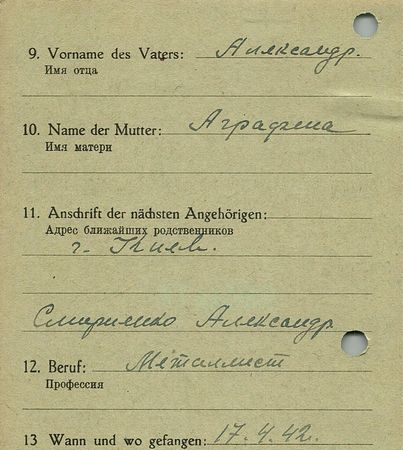 9. Vorname des Vaters: Александр.
Имя отца
10. Name der Mutter: Аграфена
Имя матери
11. Anschrift der nächsten Angehörigen:
Адрес ближайших родственников
г. Киев.
Смириенко Александр
12. Beruf: Металлист
Профессия
13 Wann und wo gefangen: 17.4.42.